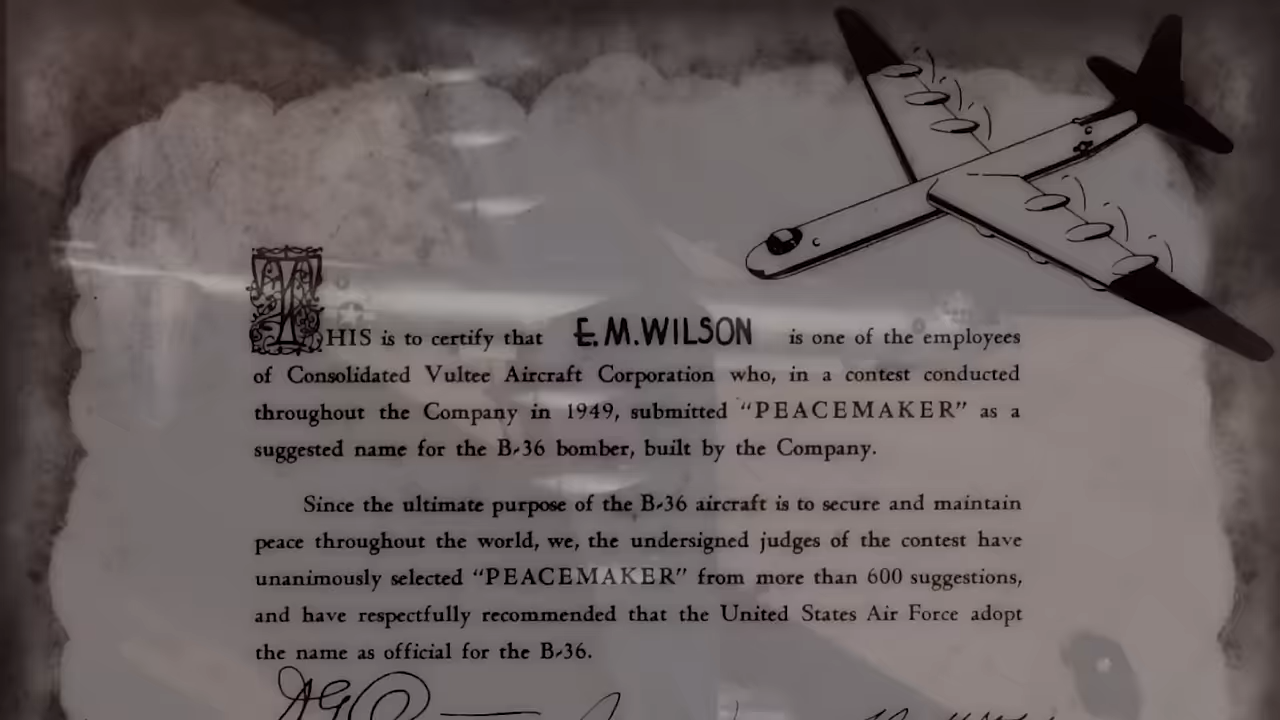 THIS is to certify that E. M. WILSON is one of the employees
of Consolidated Vultee Aircraft Corporation who, in a contest conducted
throughout the Company in 1949, submitted “PEACEMAKER” as a
suggested name for the B-36 bomber, built by the Company.
Since the ultimate purpose of the B-36 aircraft is to secure and maintain
peace throughout the world, we, the undersigned judges of the contest have
unanimously selected “PEACEMAKER” from more than 600 suggestions,
and have respectfully recommended that the United States Air Force adopt
the name as official for the B-36.